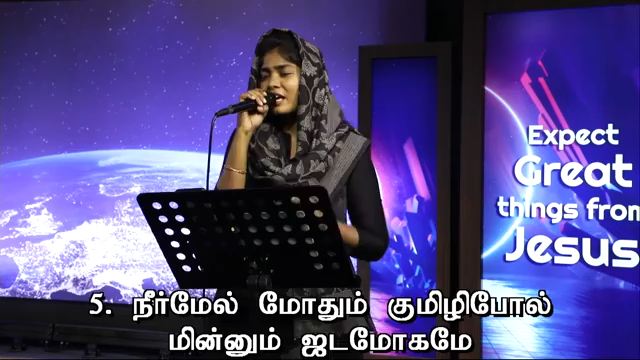 Expect
Great
things from
Jesus
5. நீர்மேல் மோதும் குமிழிபோல்
மின்னும் ஜடமோகமே